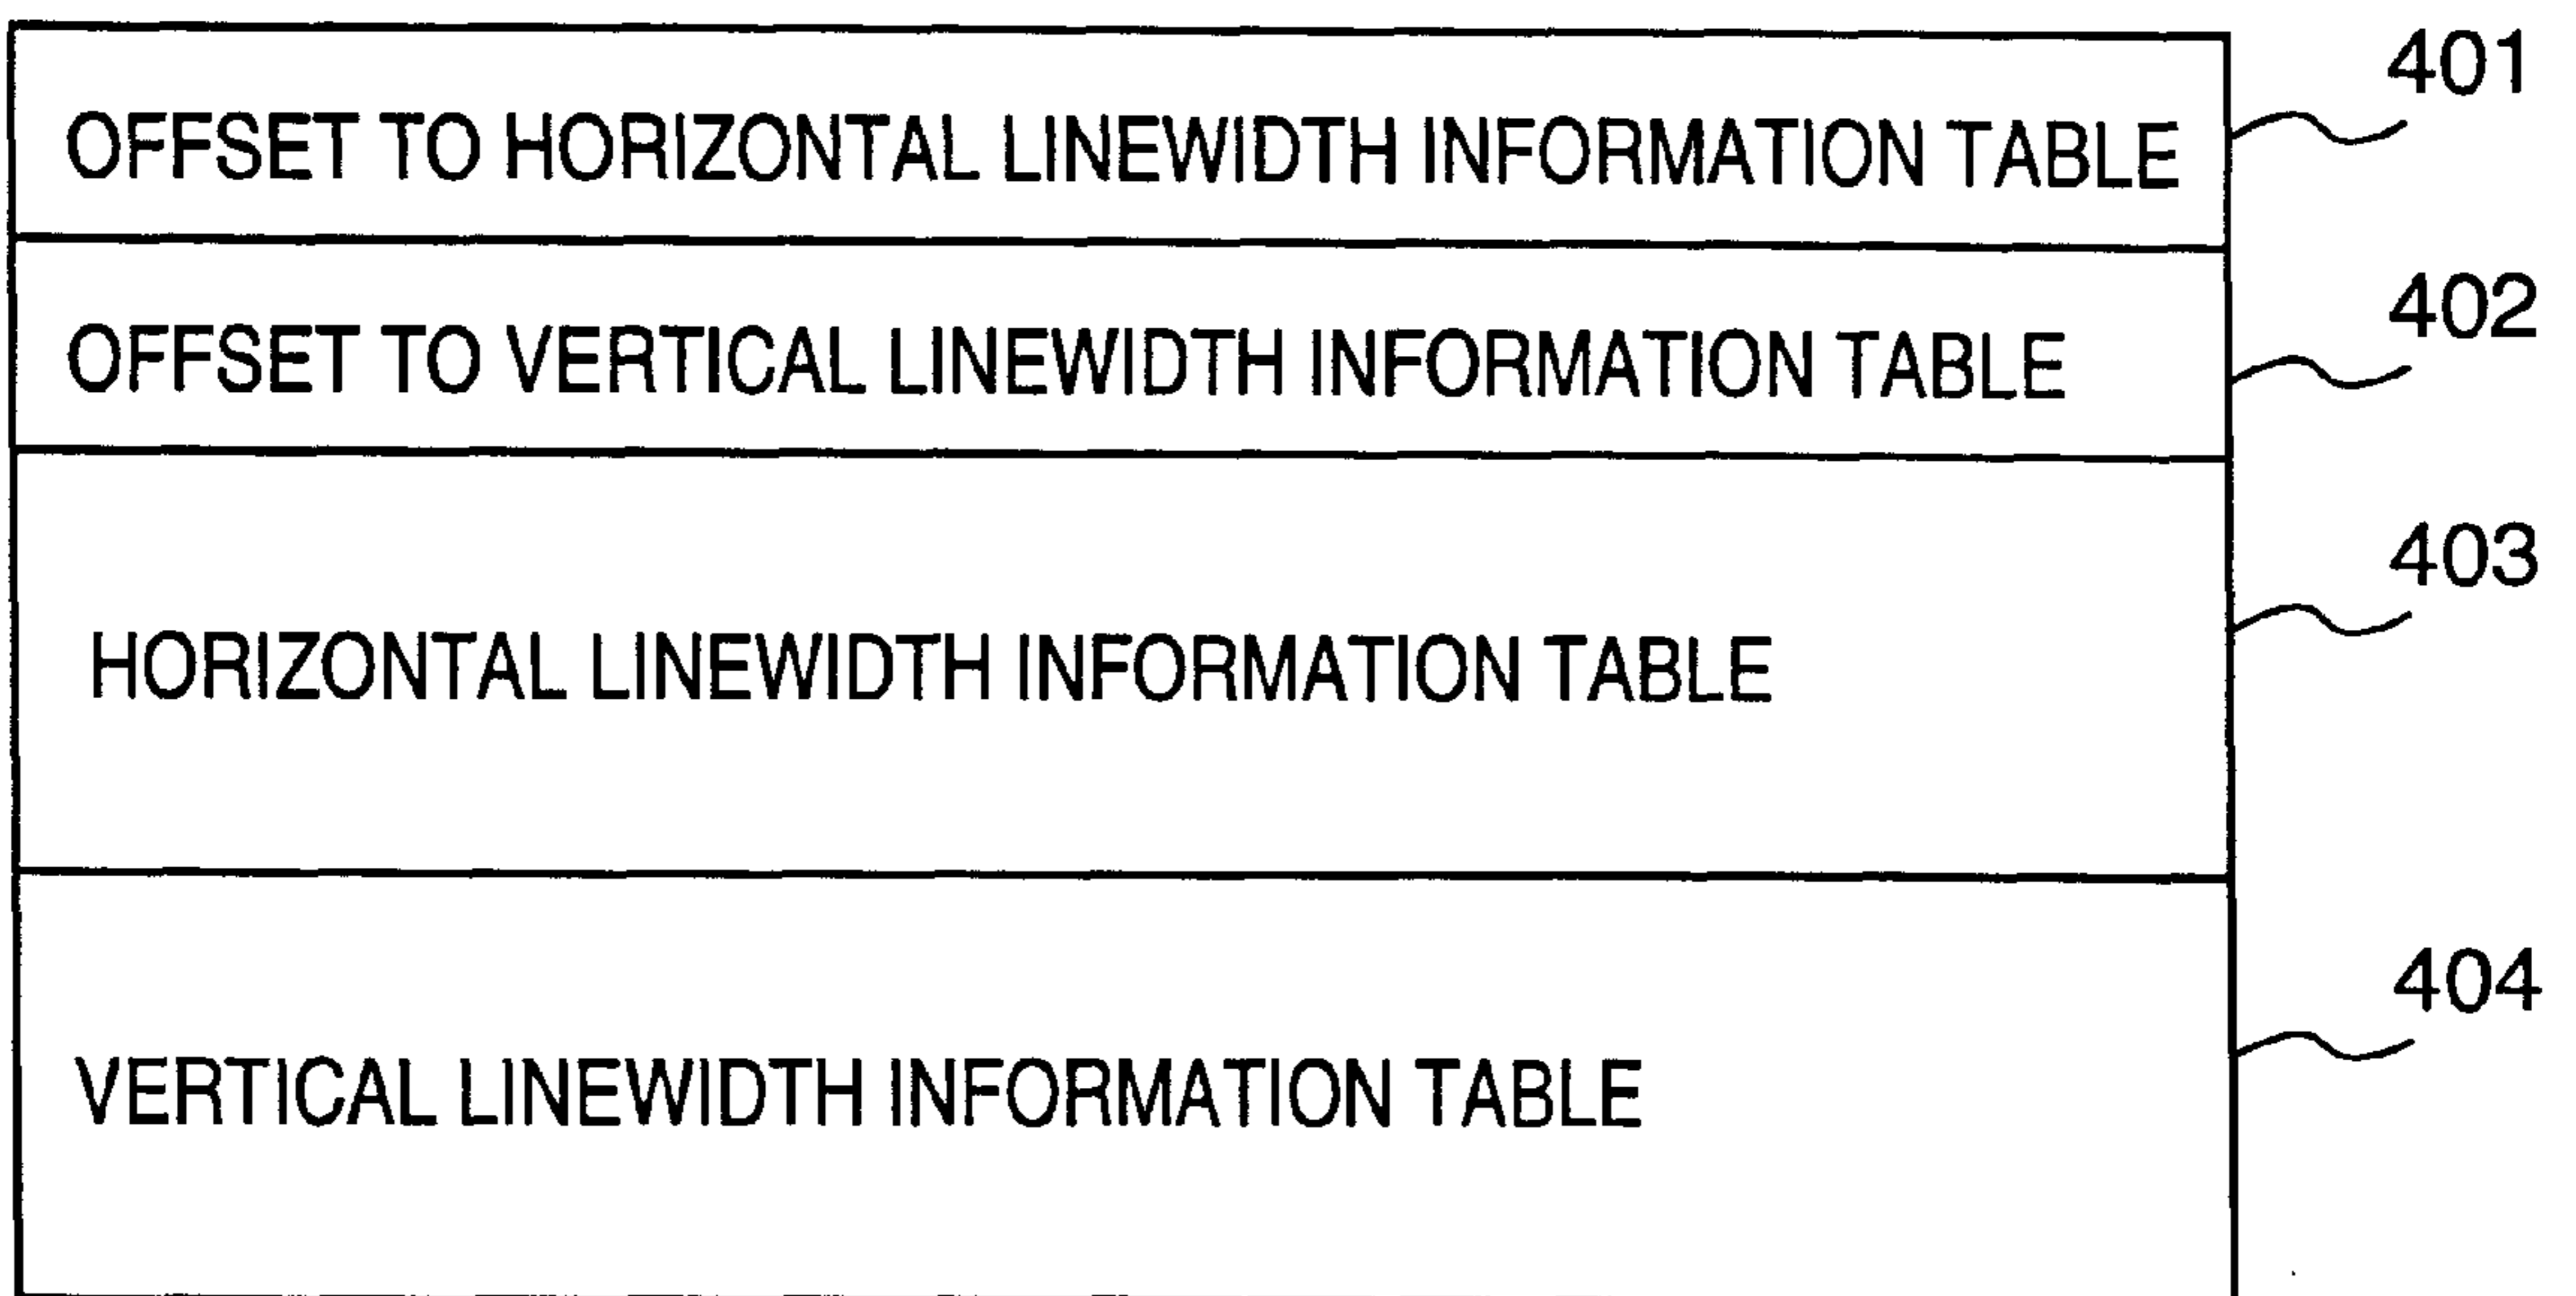 401
OFFSET TO HORIZONTAL LINEWIDTH INFORMATION TABLE
402
OFFSET TO VERTICAL LINEWIDTH INFORMATION TABLE
403
HORIZONTAL LINEWIDTH INFORMATION TABLE
404
VERTICAL LINEWIDTH INFORMATION TABLE